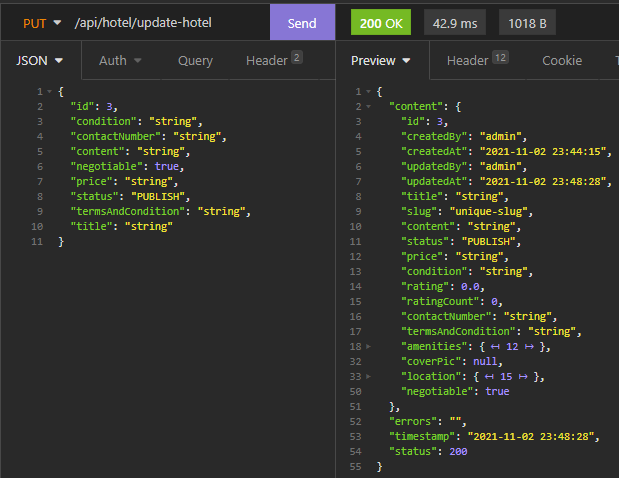 PUT /api/hotel/update-hotel Send 200 OK 42.9 ms 1018 B
JSON Auth Query Header 2 Preview Header 12 Cookie
1 {
2 "id": 3,
3 "condition": "string",
4 "contactNumber": "string",
5 "content": "string",
6 "negotiable": true,
7 "price": "string",
8 "status": "PUBLISH",
9 "termsAndCondition": "string",
10 "title": "string"
11 }
1 {
2 "content": {
3 "id": 3,
4 "createdBy": "admin",
5 "createdAt": "2021-11-02 23:44:15",
6 "updatedBy": "admin",
7 "updatedAt": "2021-11-02 23:48:28",
8 "title": "string",
9 "slug": "unique-slug",
10 "content": "string",
11 "status": "PUBLISH",
12 "price": "string",
13 "condition": "string",
14 "rating": 0.0,
15 "ratingCount": 0,
16 "contactNumber": "string",
17 "termsAndCondition": "string",
18 "amenities": { ↤ 12 ↦ },
32 "coverPic": null,
33 "location": { ↤ 15 ↦ },
50 "negotiable": true
51 },
52 "errors": "",
53 "timestamp": "2021-11-02 23:48:28",
54 "status": 200
55 }